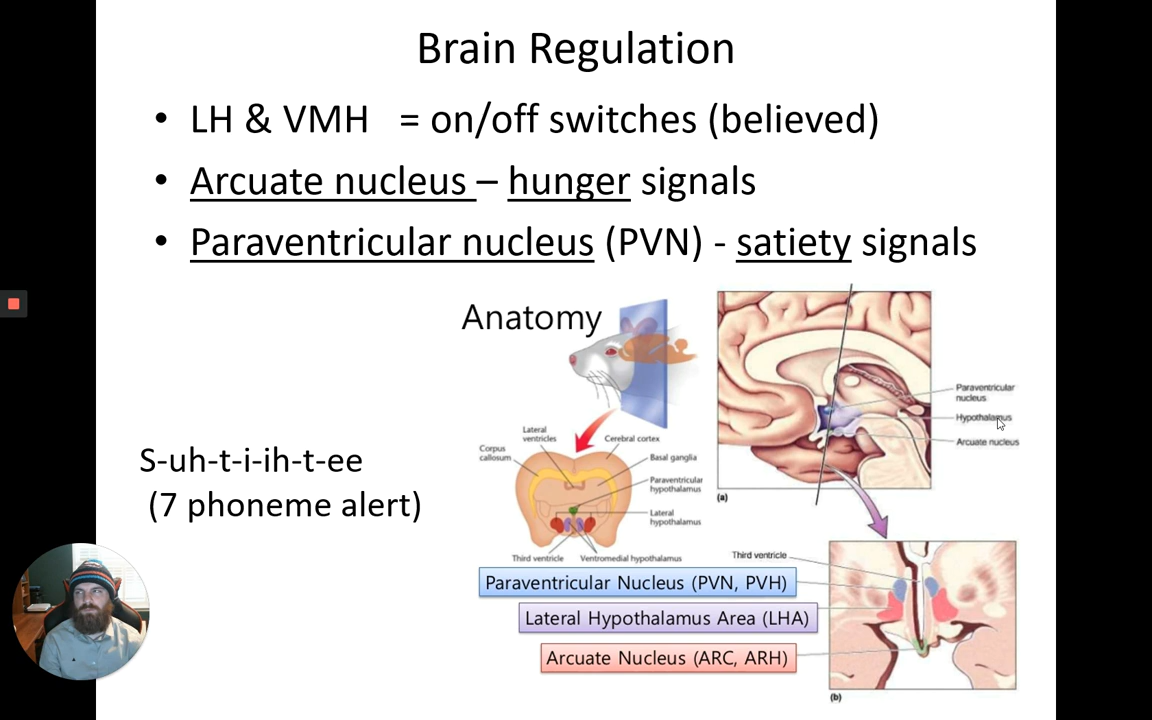 Brain Regulation
• LH & VMH = on/off switches (believed)
• Arcuate nucleus – hunger signals
• Paraventricular nucleus (PVN) - satiety signals
Anatomy
Lateral
ventricles
Cerebral cortex
Corpus
callosum
Basal ganglia
Paraventricular
hypothalamus
Lateral
hypothalamus
Third ventricle
Ventromedial hypothalamus
Paraventricular
nucleus
Hypothalamus
Arcuate nucleus
(a)
S-uh-t-i-ih-t-ee
(7 phoneme alert)
Third ventricle
Paraventricular Nucleus (PVN, PVH)
Lateral Hypothalamus Area (LHA)
Arcuate Nucleus (ARC, ARH)
(b)